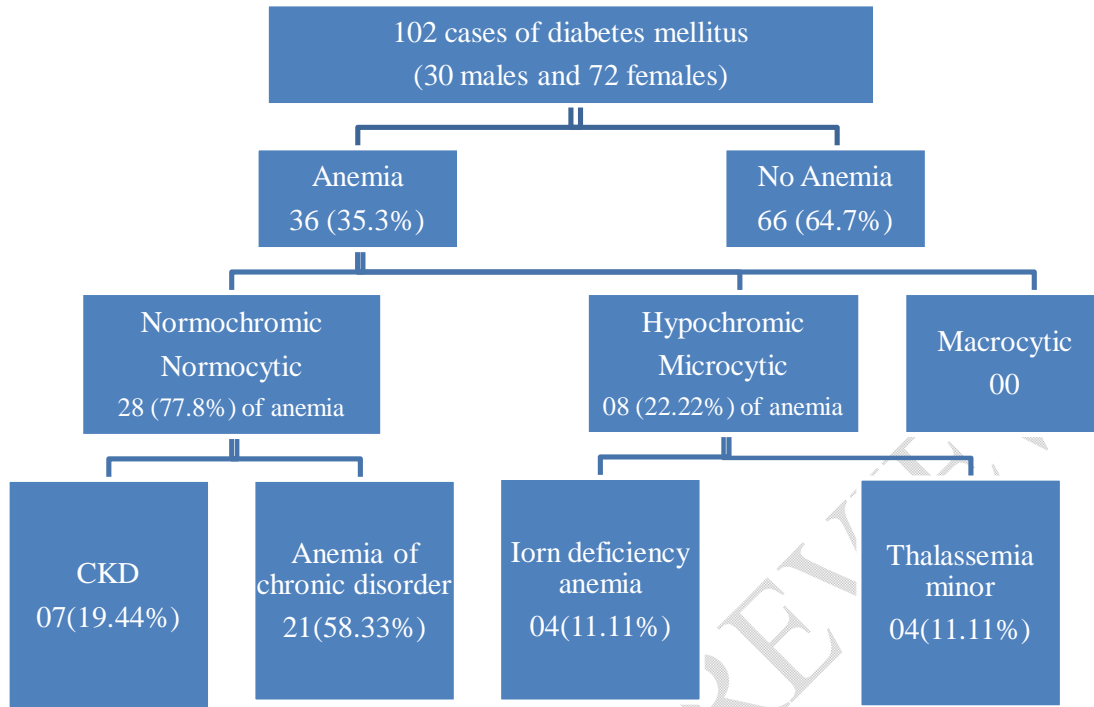 102 cases of diabetes mellitus
(30 males and 72 females)
Anemia
36 (35.3%)
No Anemia
66 (64.7%)
Normochromic
Normocytic
28 (77.8%) of anemia
Hypochromic
Microcytic
08 (22.22%) of anemia
Macrocytic
00
CKD
07(19.44%)
Anemia of
chronic disorder
21(58.33%)
Iorn deficiency
anemia
04(11.11%)
Thalassemia
minor
04(11.11%)